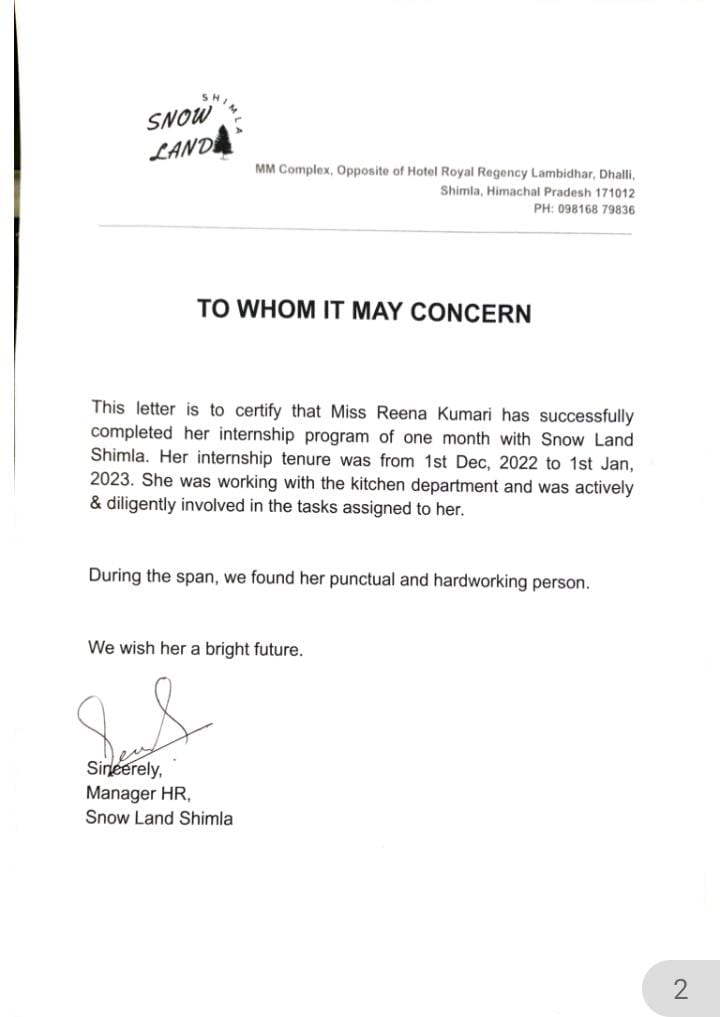 SHIMLA
SNOW
LAND
MM Complex, Opposite of Hotel Royal Regency Lambidhar, Dhalli,
Shimla, Himachal Pradesh 171012
PH: 098168 79836
TO WHOM IT MAY CONCERN
This letter is to certify that Miss Reena Kumari has successfully
completed her internship program of one month with Snow Land
Shimla. Her internship tenure was from 1st Dec, 2022 to 1st Jan,
2023. She was working with the kitchen department and was actively
& diligently involved in the tasks assigned to her.
During the span, we found her punctual and hardworking person.
We wish her a bright future.
Sincerely,
Manager HR,
Snow Land Shimla
2